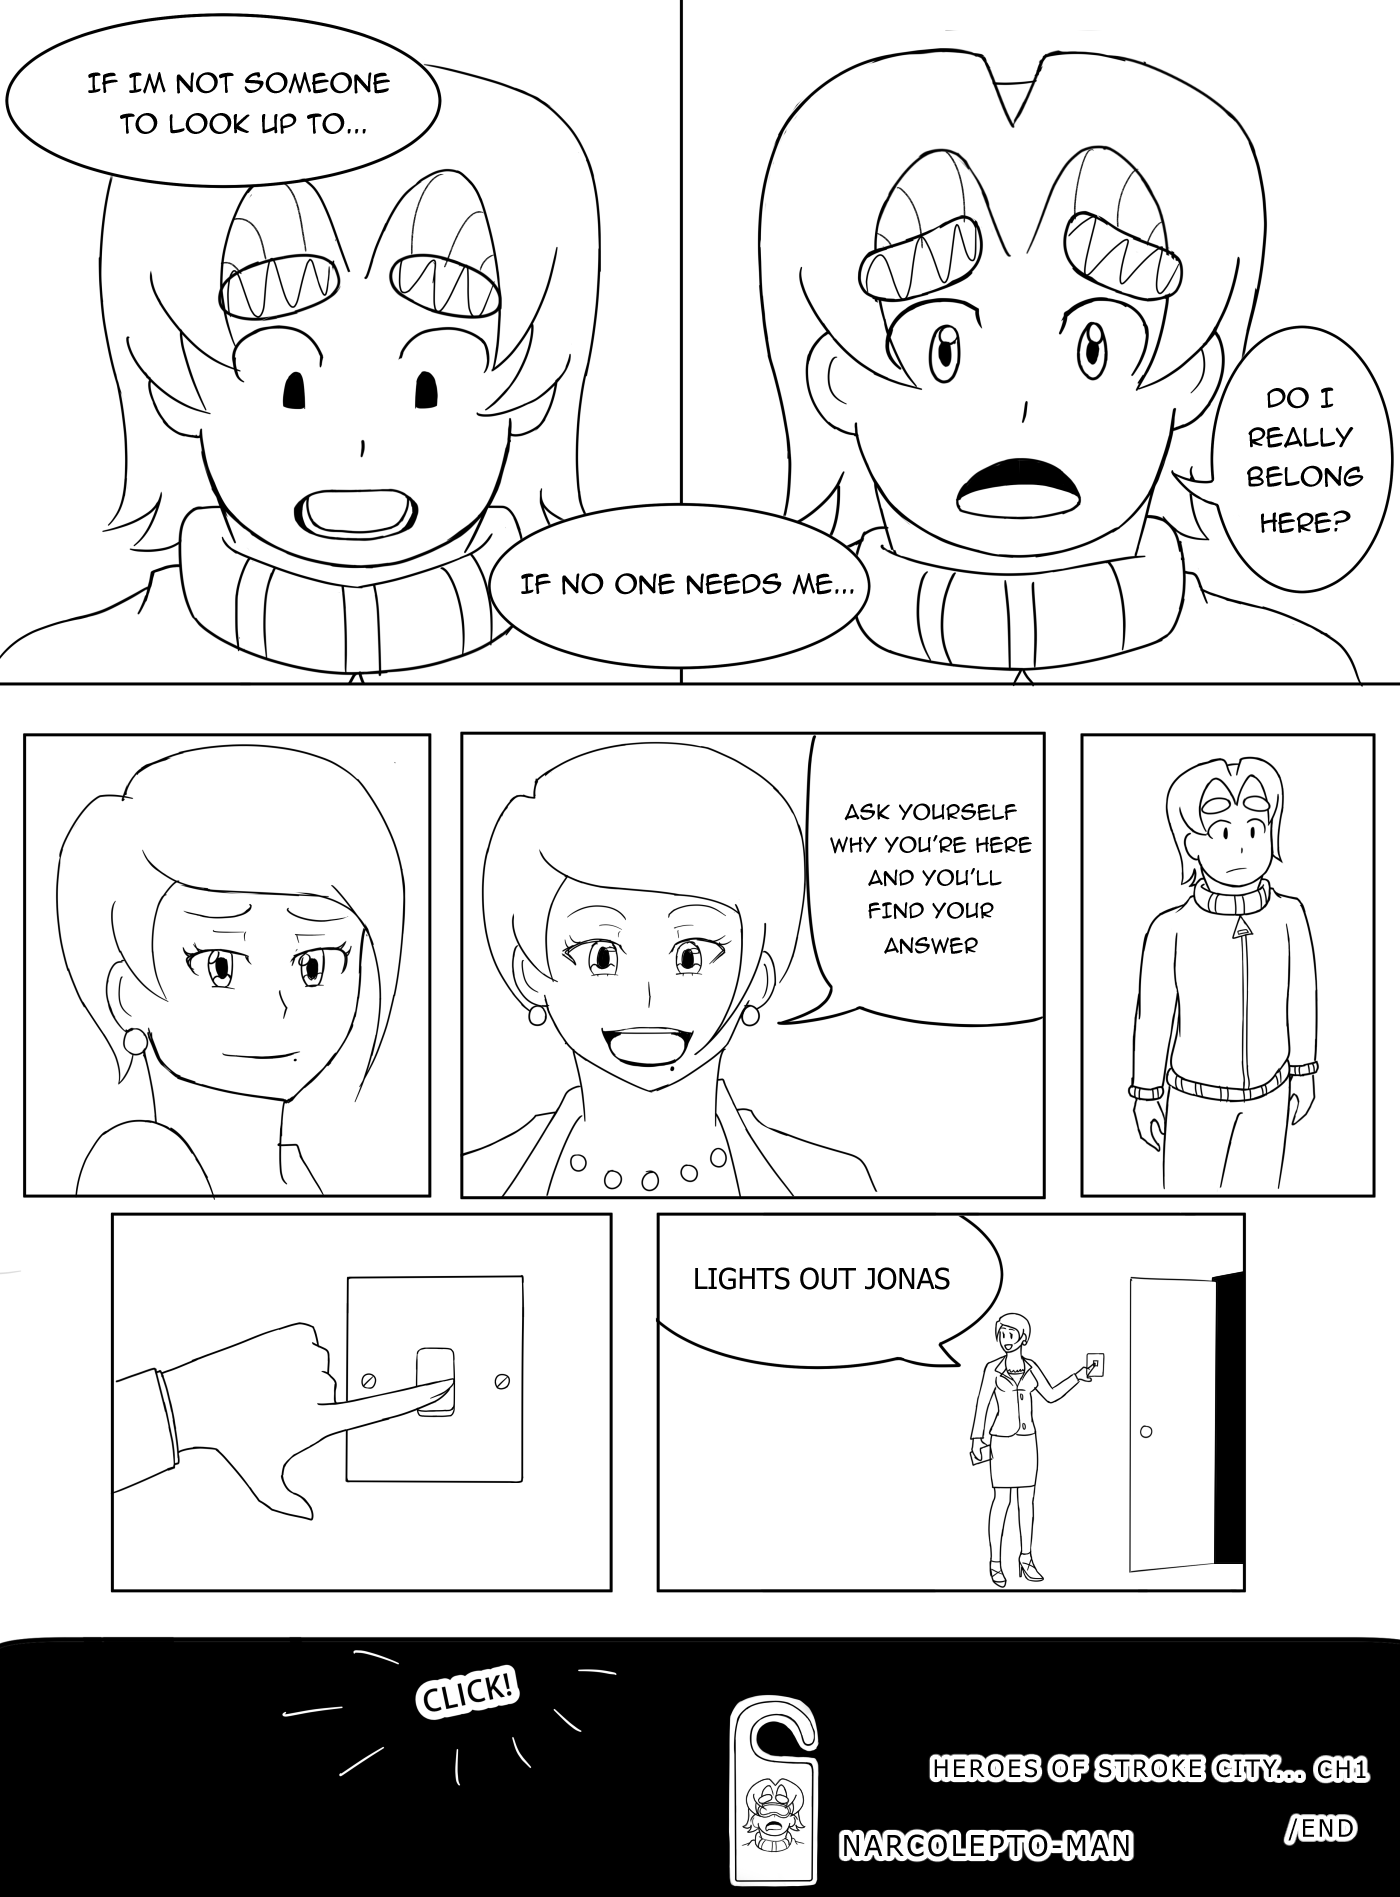 IF IM NOT SOMEONE
TO LOOK UP TO...
IF NO ONE NEEDS ME...
DO I
REALLY
BELONG
HERE?
ASK YOURSELF
WHY YOU'RE HERE
AND YOU'LL
FIND YOUR
ANSWER
LIGHTS OUT JONAS
CLICK!
HEROES OF STROKE CITY... CH1
/END
NARCOLEPTO-MAN